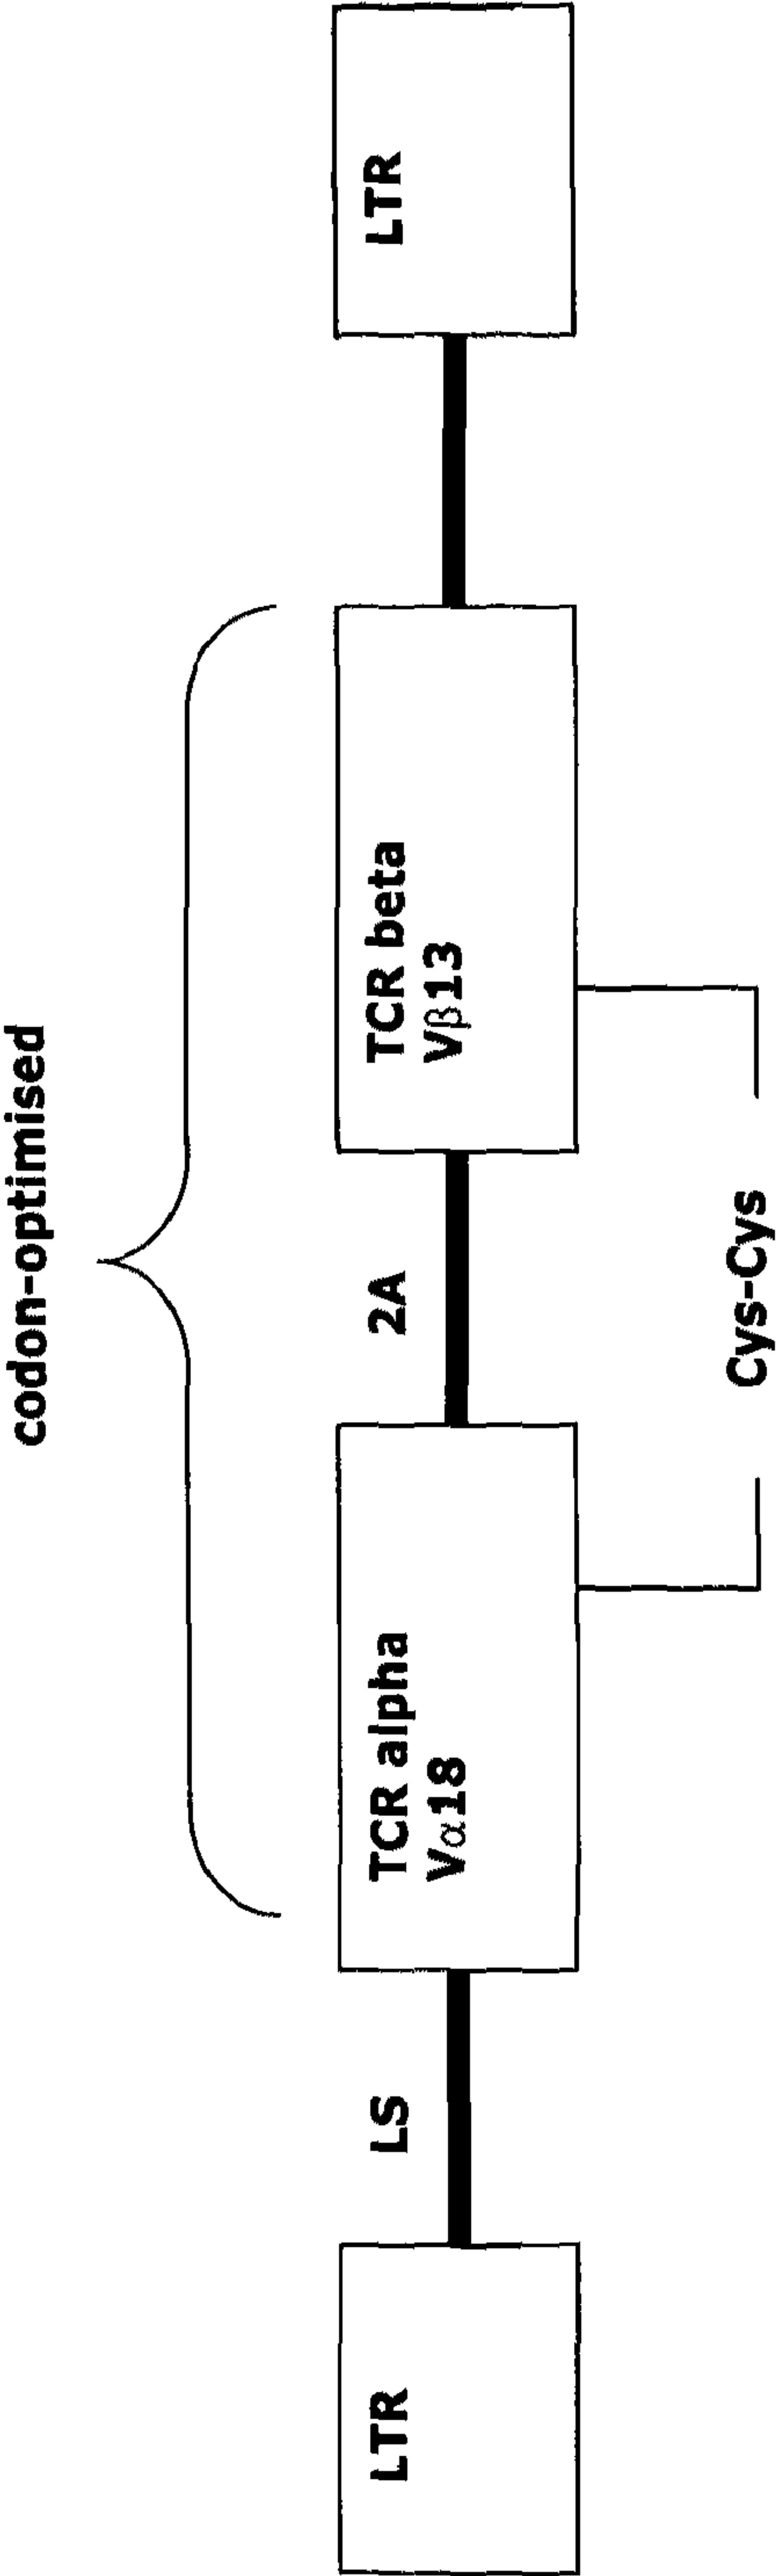 codon-optimised
LTR
LS
TCR alpha
Vα18
2A
TCR beta
Vβ13
LTR
Cys-Cys